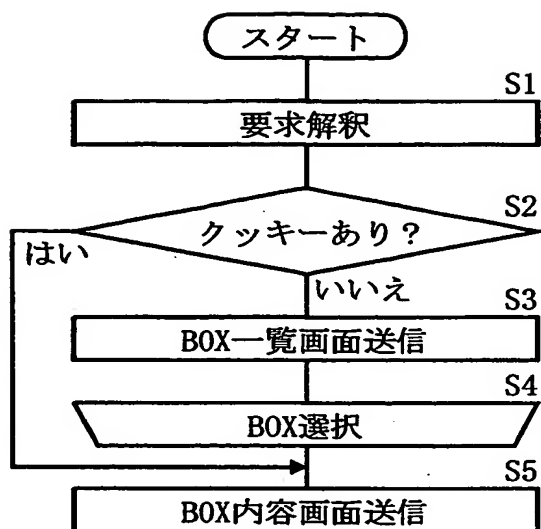 スタート
S1
要求解釈
S2
クッキーあり？
はい
いいえ
S3
BOX一覧画面送信
S4
BOX選択
S5
BOX内容画面送信